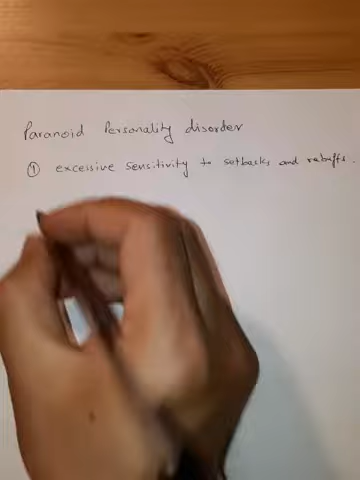 Paranoid Personality disorder
① excessive sensitivity to setbacks and rebuffs.